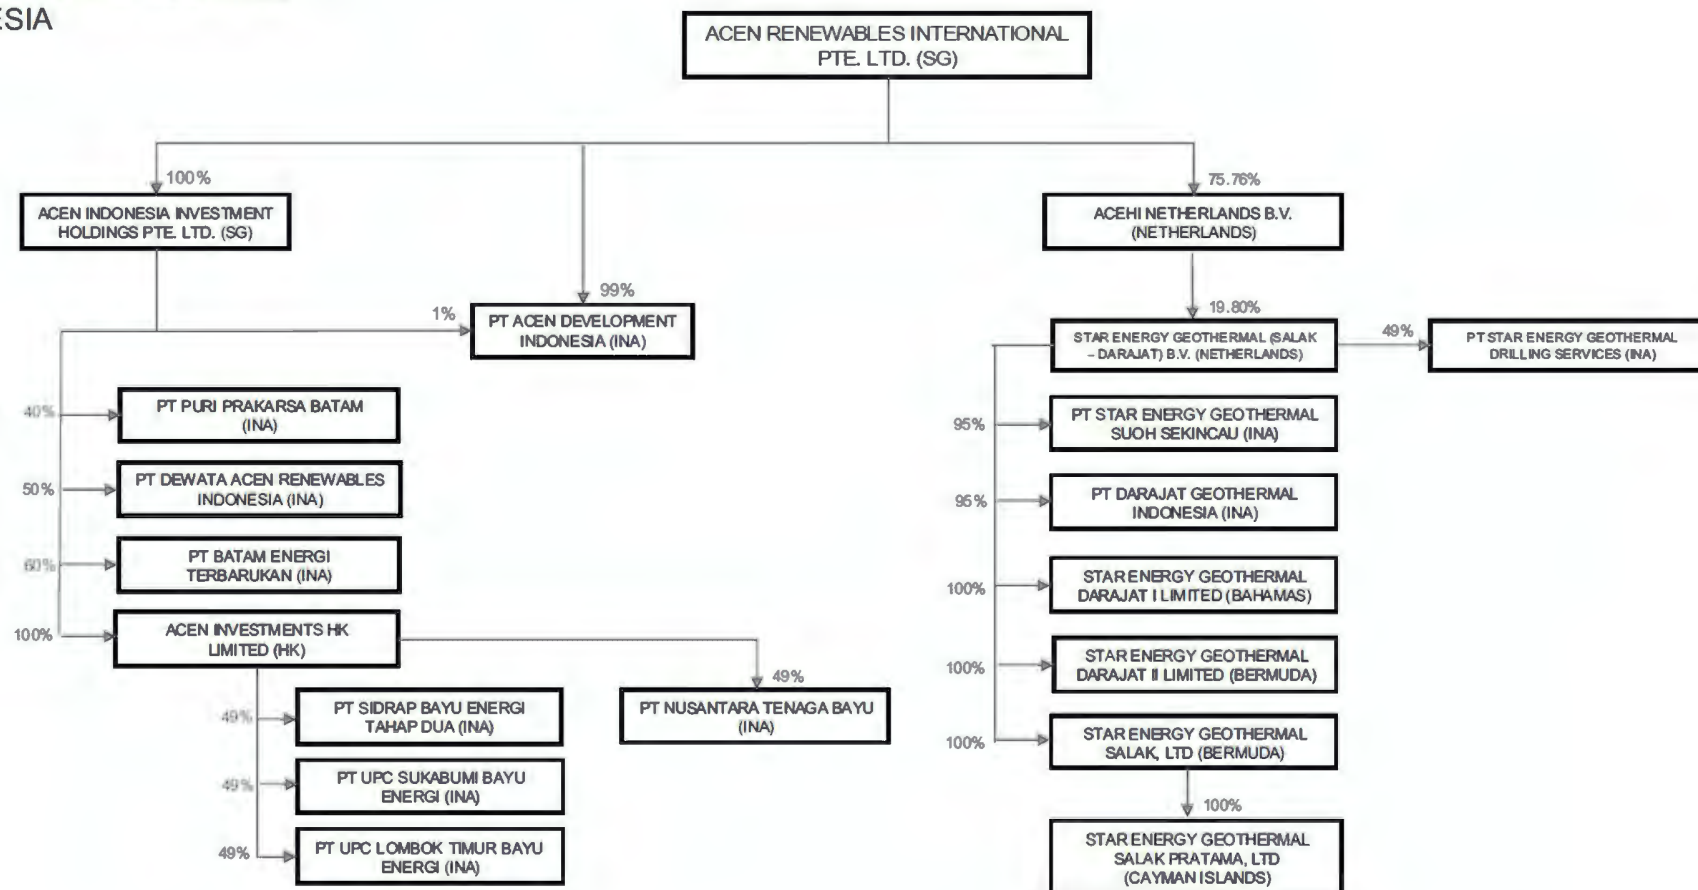 ESIA
ACEN RENEWABLES INTERNATIONAL
PTE. LTD. (SG)
100%
75.76%
ACEN INDONESIA INVESTMENT
HOLDINGS PTE. LTD. (SG)
ACEHI NETHERLANDS B.V.
(NETHERLANDS)
99%
1%
PT ACEN DEVELOPMENT
INDONESIA (INA)
19.80%
STAR ENERGY GEOTHERMAL (SALAK
– DARAJAT) B.V. (NETHERLANDS)
49%
PT STAR ENERGY GEOTHERMAL
DRILLING SERVICES (INA)
40%
PT PURI PRAKARSA BATAM
(INA)
95%
PT STAR ENERGY GEOTHERMAL
SUOH SEKINCAU (INA)
50%
PT DEWATA ACEN RENEWABLES
INDONESIA (INA)
95%
PT DARAJAT GEOTHERMAL
INDONESIA (INA)
60%
PT BATAM ENERGI
TERBARUKAN (INA)
100%
STAR ENERGY GEOTHERMAL
DARAJAT I LIMITED (BAHAMAS)
100%
ACEN INVESTMENTS HK
LIMITED (HK)
100%
STAR ENERGY GEOTHERMAL
DARAJAT II LIMITED (BERMUDA)
49%
PT SIDRAP BAYU ENERGI
TAHAP DUA (INA)
49%
PT NUSANTARA TENAGA BAYU
(INA)
100%
STAR ENERGY GEOTHERMAL
SALAK, LTD (BERMUDA)
49%
PT UPC SUKABUMI BAYU
ENERGI (INA)
100%
49%
PT UPC LOMBOK TIMUR BAYU
ENERGI (INA)
STAR ENERGY GEOTHERMAL
SALAK PRATAMA, LTD
(CAYMAN ISLANDS)